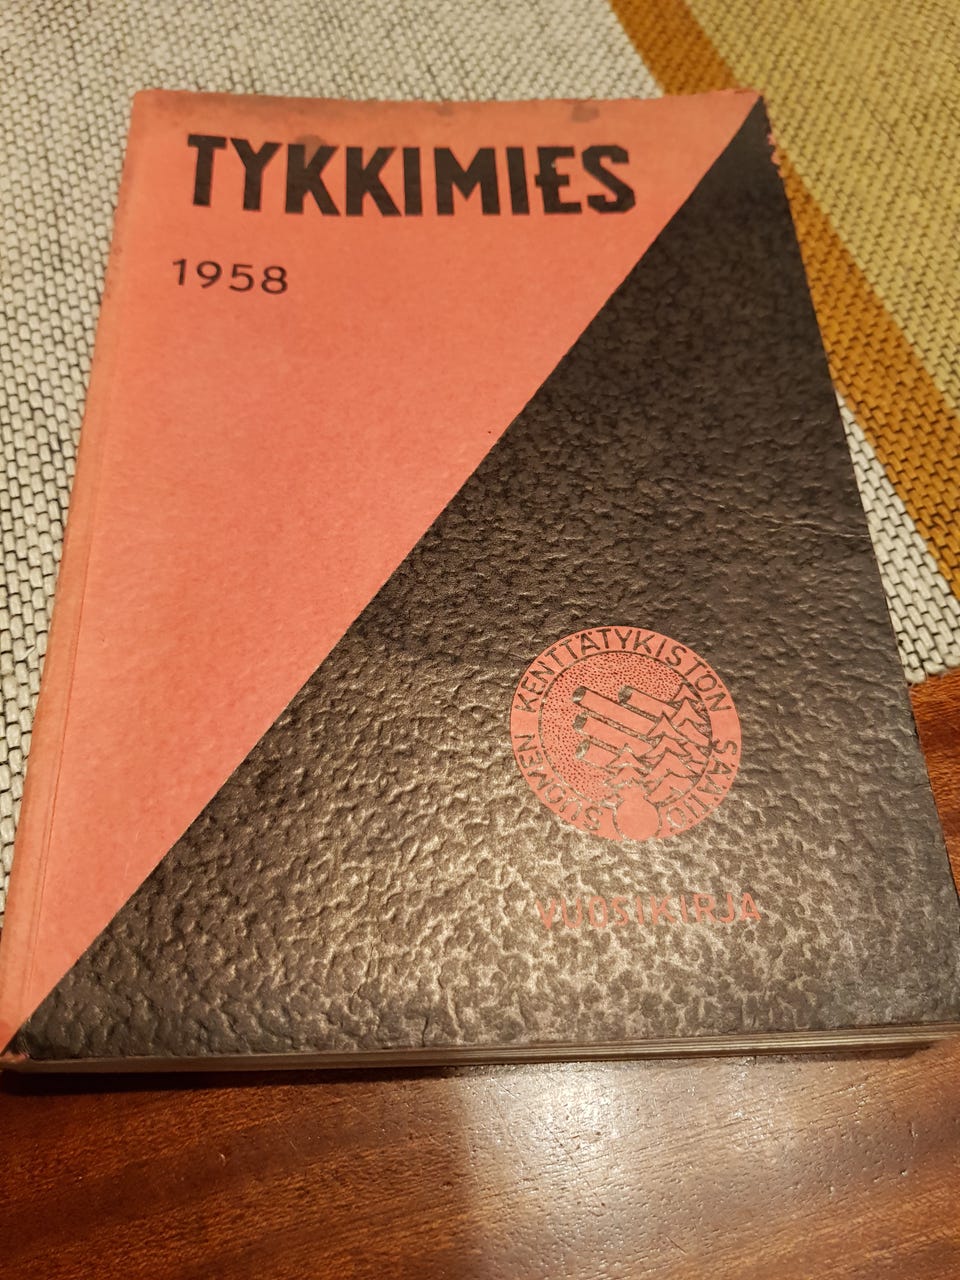 TYKKIMIES
1958
SUOMEN KENTTÄTYKISTÖN SÄÄTIÖ
VUOSIKIRJA